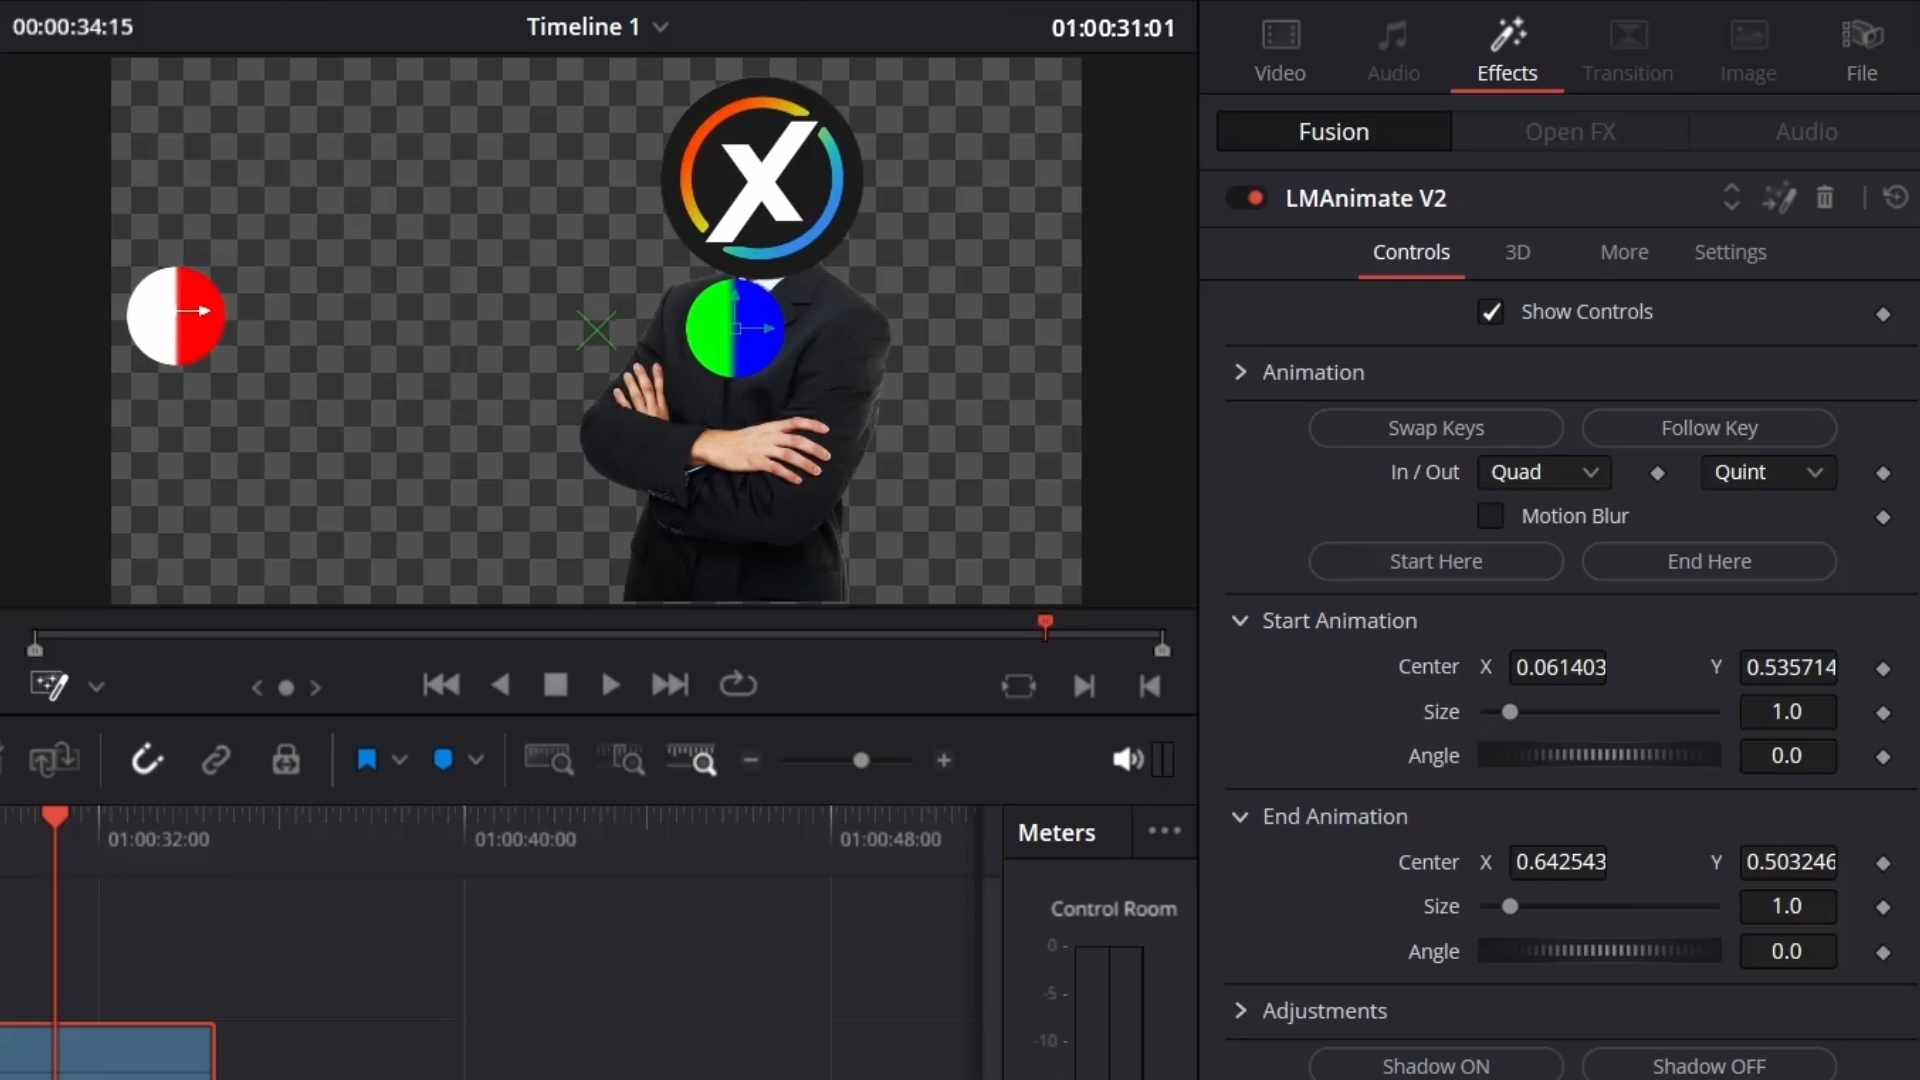 00:00:34:15
Timeline 1
01:00:31:01
Video
Audio
Effects
Transition
Image
File
Fusion
Open FX
Audio
LMAnimate V2
Controls
3D
More
Settings
X
Show Controls
Animation
Swap Keys
Follow Key
In / Out
Quad
Quint
Motion Blur
Start Here
End Here
Start Animation
Center X 0.061403 Y 0.535714
Size 1.0
Angle 0.0
End Animation
Center X 0.642543 Y 0.503246
Size 1.0
Angle 0.0
Adjustments
Shadow ON
Shadow OFF
01:00:32:00
01:00:40:00
01:00:48:00
Meters
Control Room
0 -
-5 -
-10 -